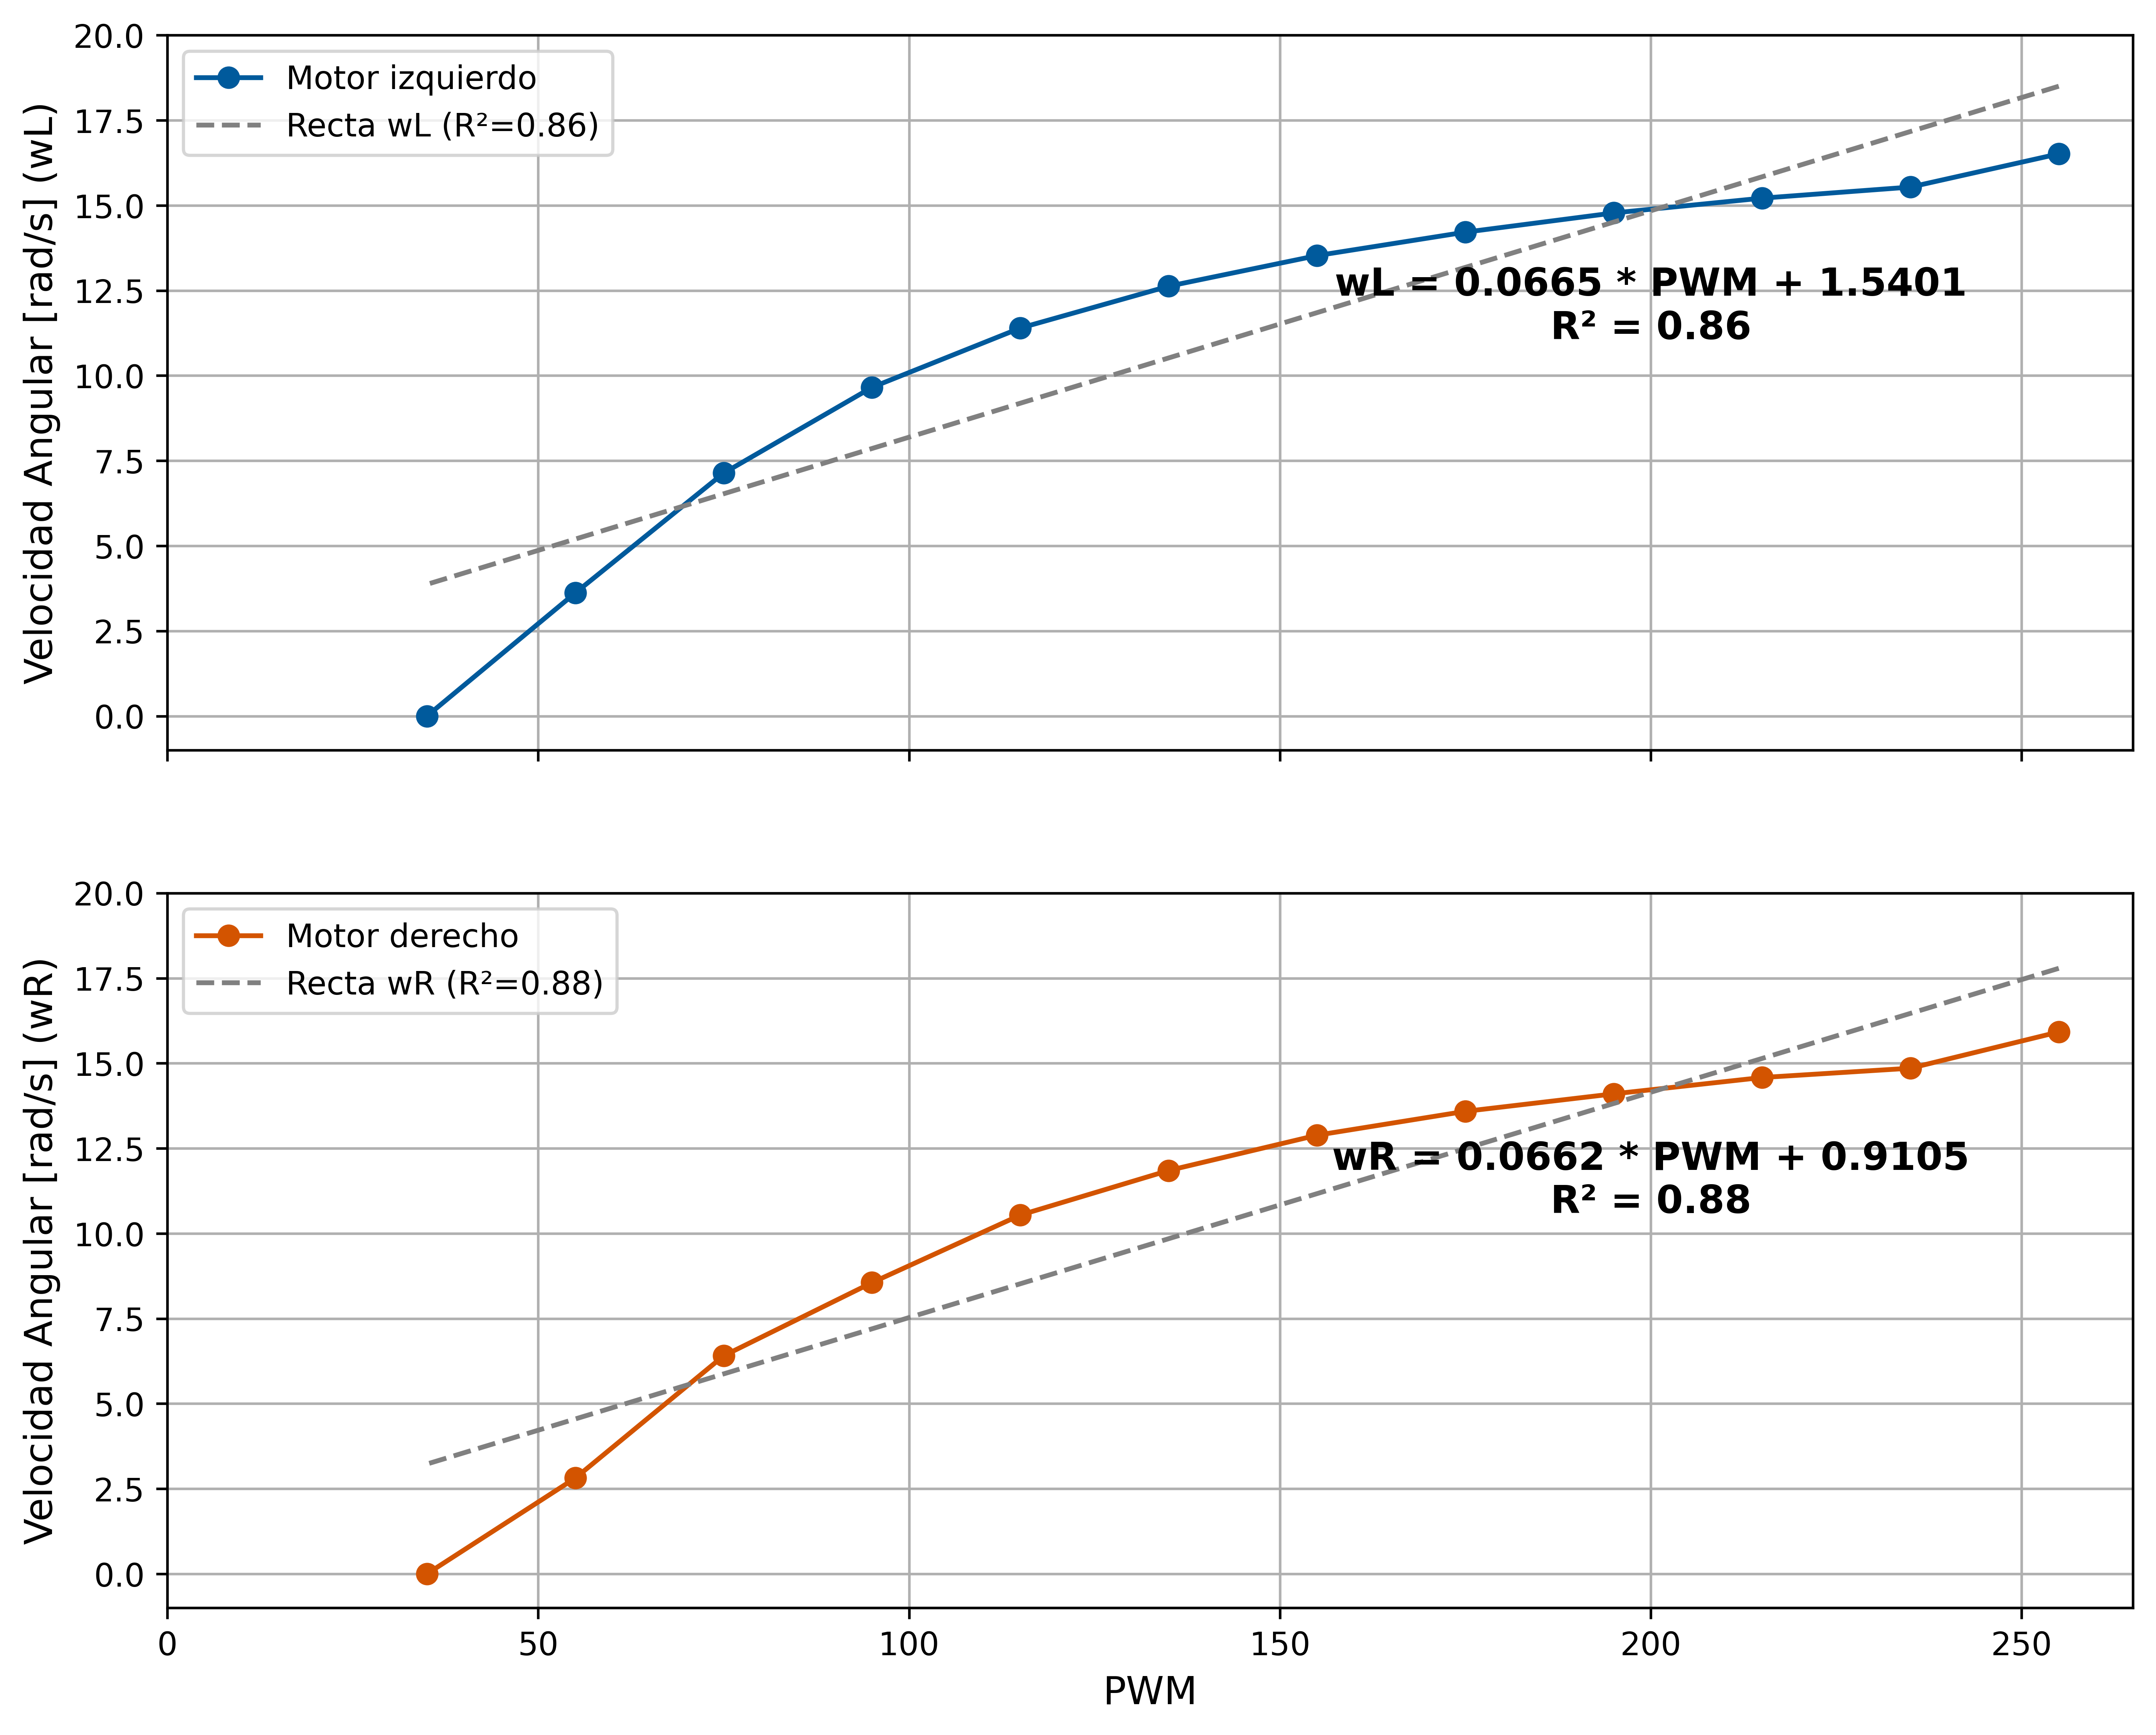 Velocidad Angular [rad/s] (wL)
20.0
17.5
15.0
12.5
10.0
7.5
5.0
2.5
0.0
Motor izquierdo
Recta wL (R²=0.86)
wL = 0.0665 * PWM + 1.5401
R² = 0.86
Velocidad Angular [rad/s] (wR)
20.0
17.5
15.0
12.5
10.0
7.5
5.0
2.5
0.0
Motor derecho
Recta wR (R²=0.88)
wR = 0.0662 * PWM + 0.9105
R² = 0.88
0 50 100 150 200 250
PWM